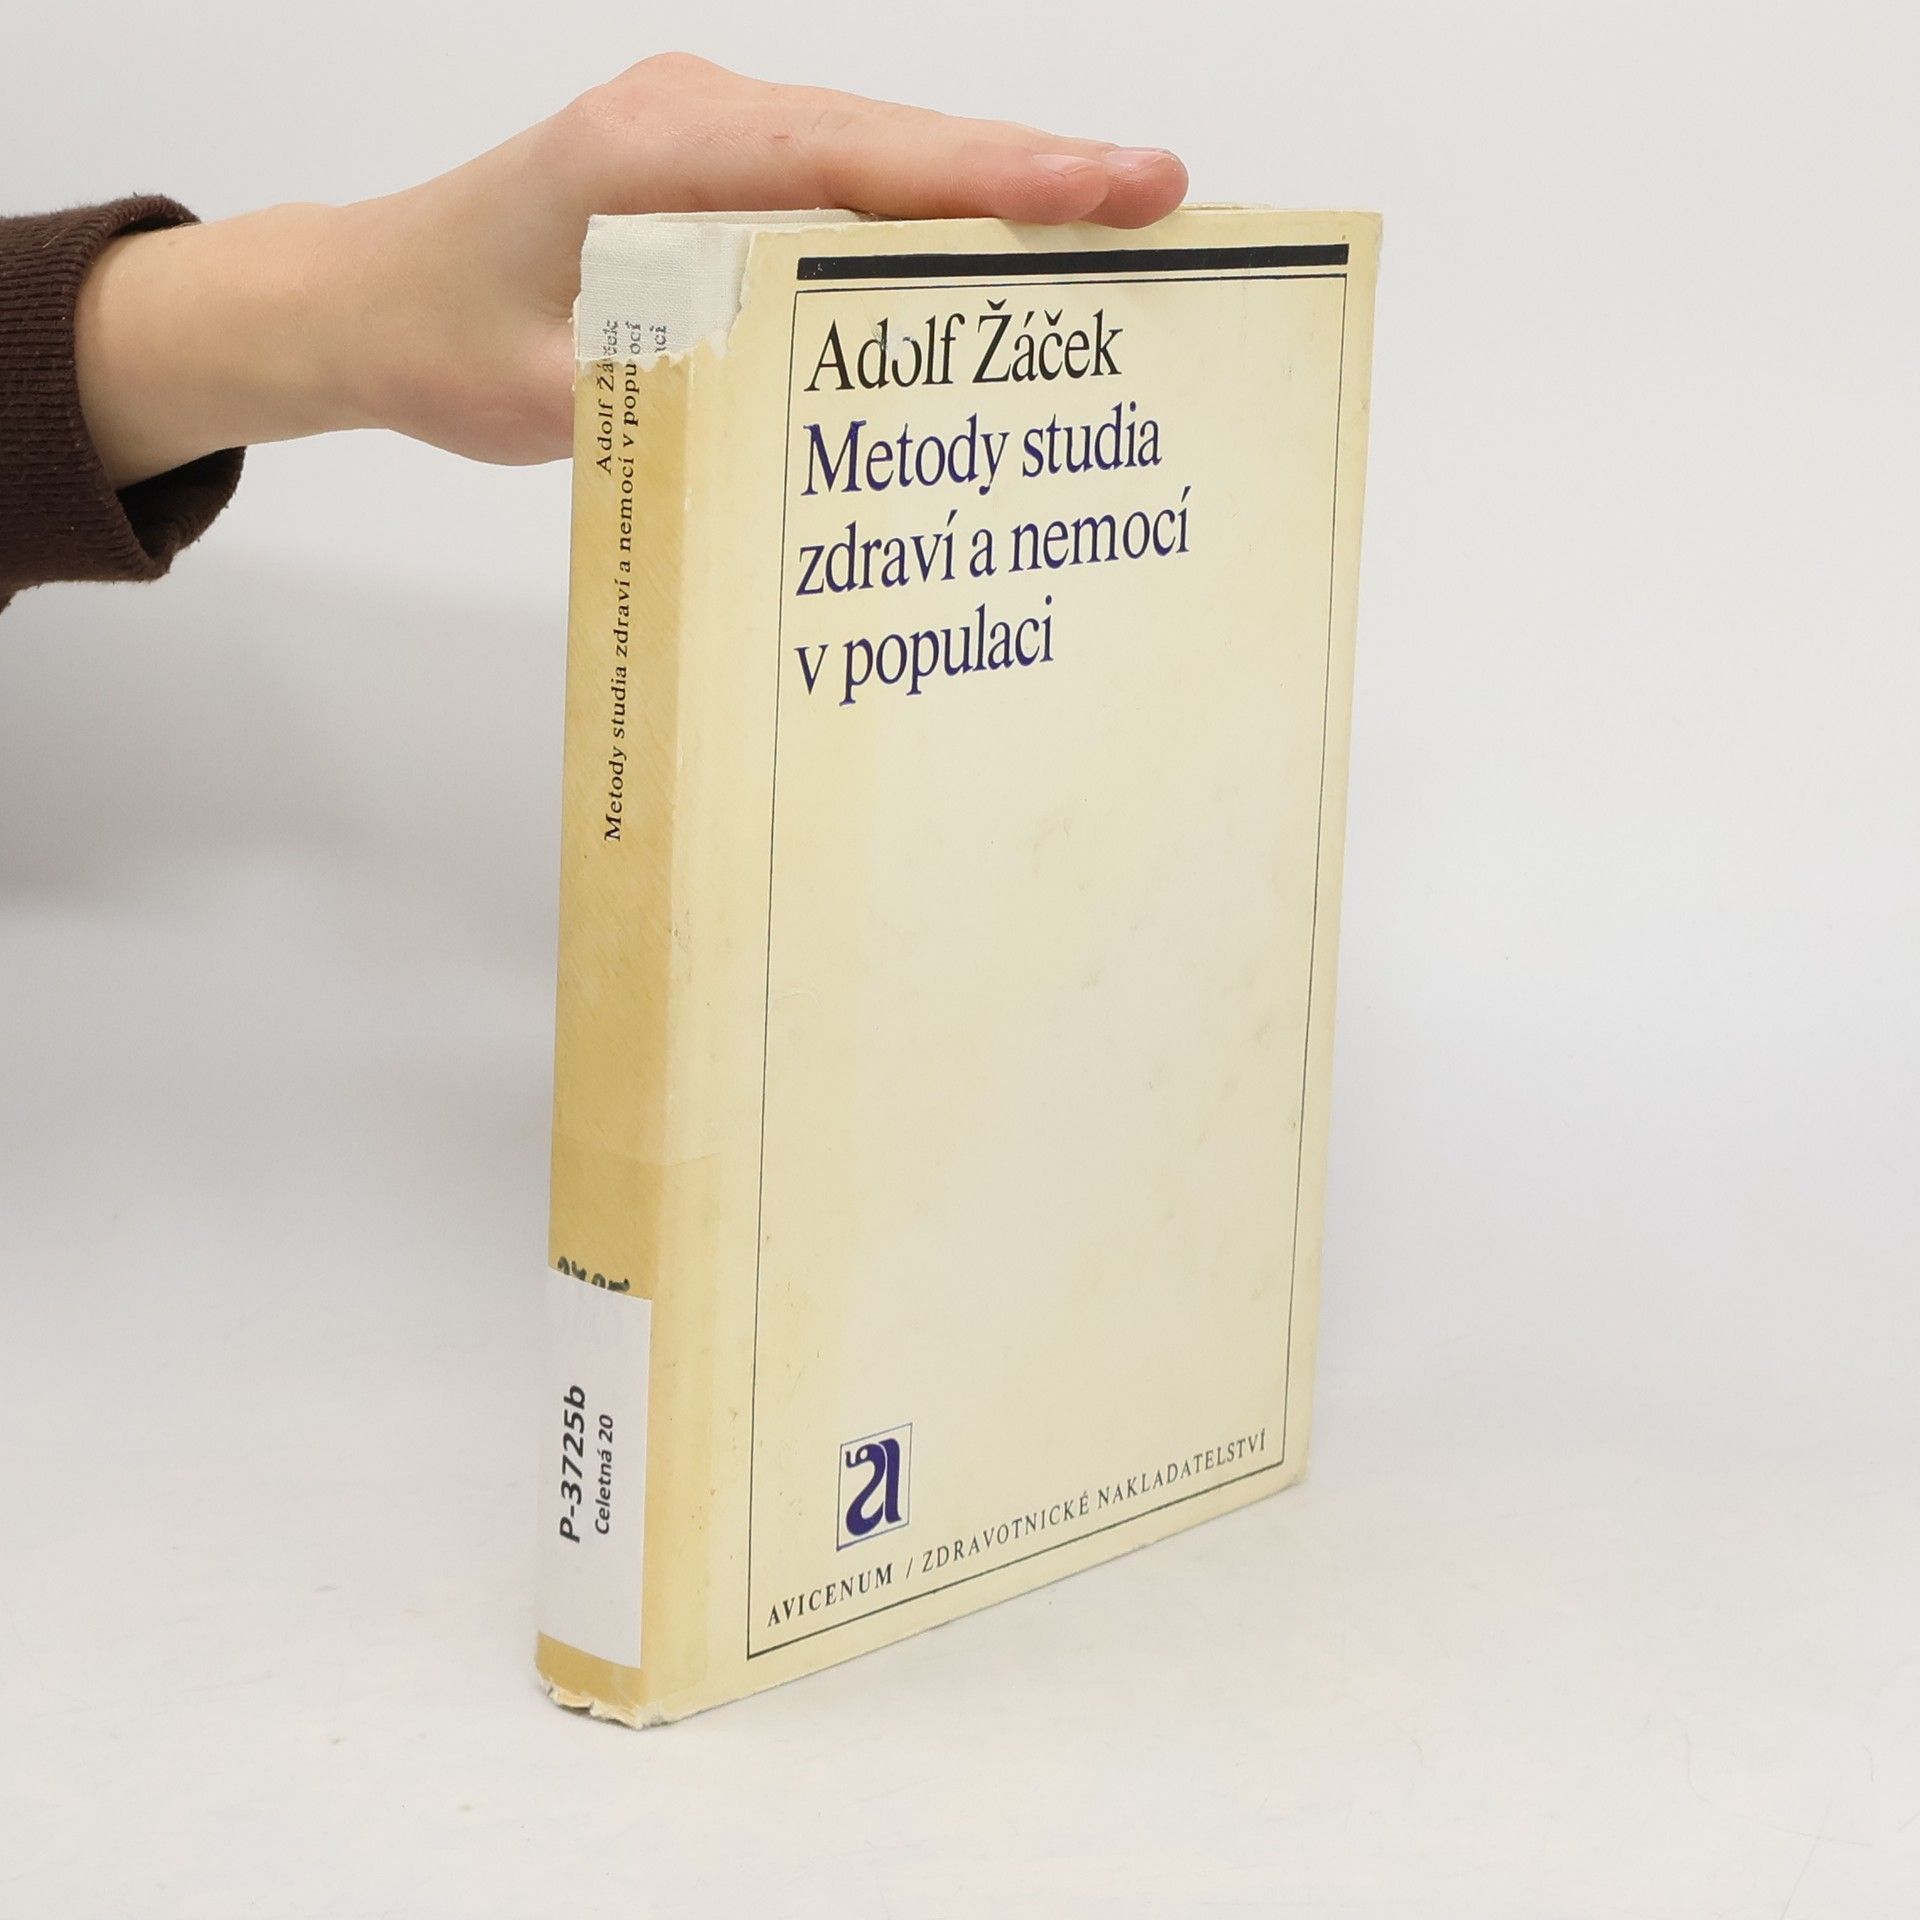 Adolf Žáček
Metody studia
zdraví a nemocí
v populaci
AVICENUM / ZDRAVOTNICKÉ NAKLADATELSTVÍ
Adolf Žáček
Metody studia zdraví a nemocí v populaci
P-3725b
Celetná 20